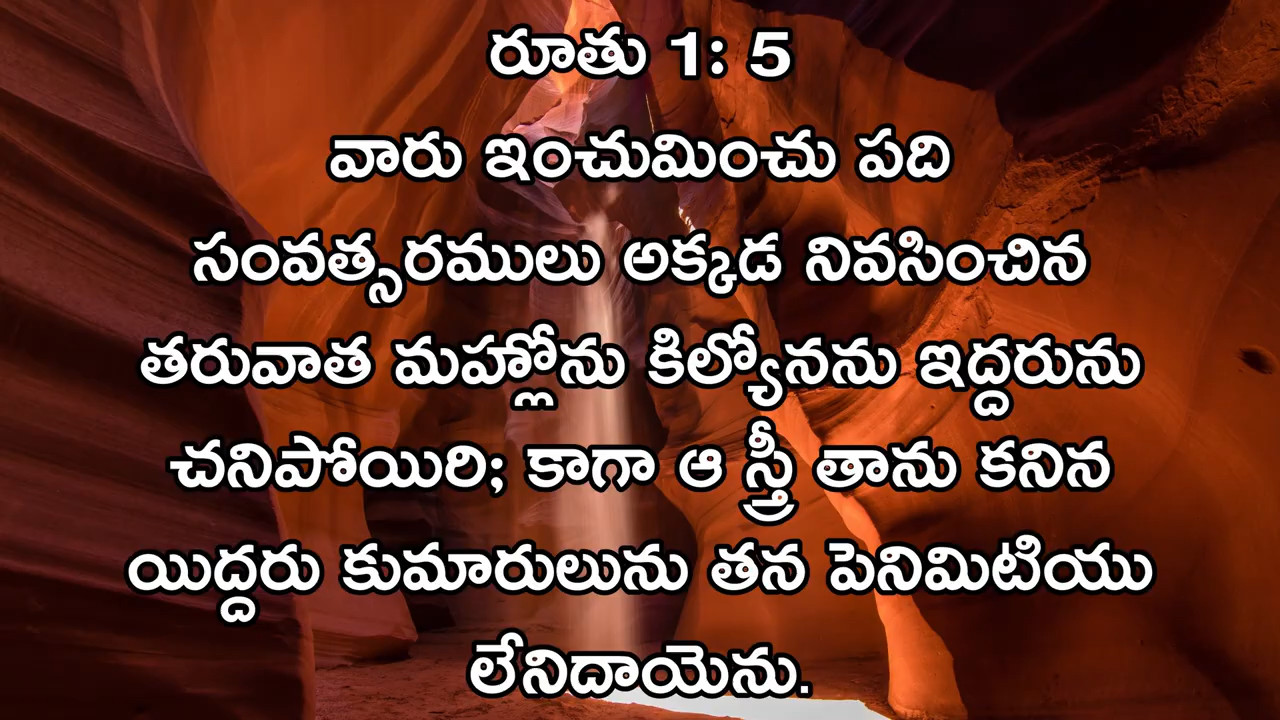 రూతు 1: 5
వారు ఇంచుమించు పది
సంవత్సరములు అక్కడ నివసించిన
తరువాత మహ్లోను కిల్యోనను ఇద్దరును
చనిపోయిరి; కాగా ఆ స్త్రీ తాను కనిన
యిద్దరు కుమారులును తన పెనిమిటియు
లేనిదాయెను.